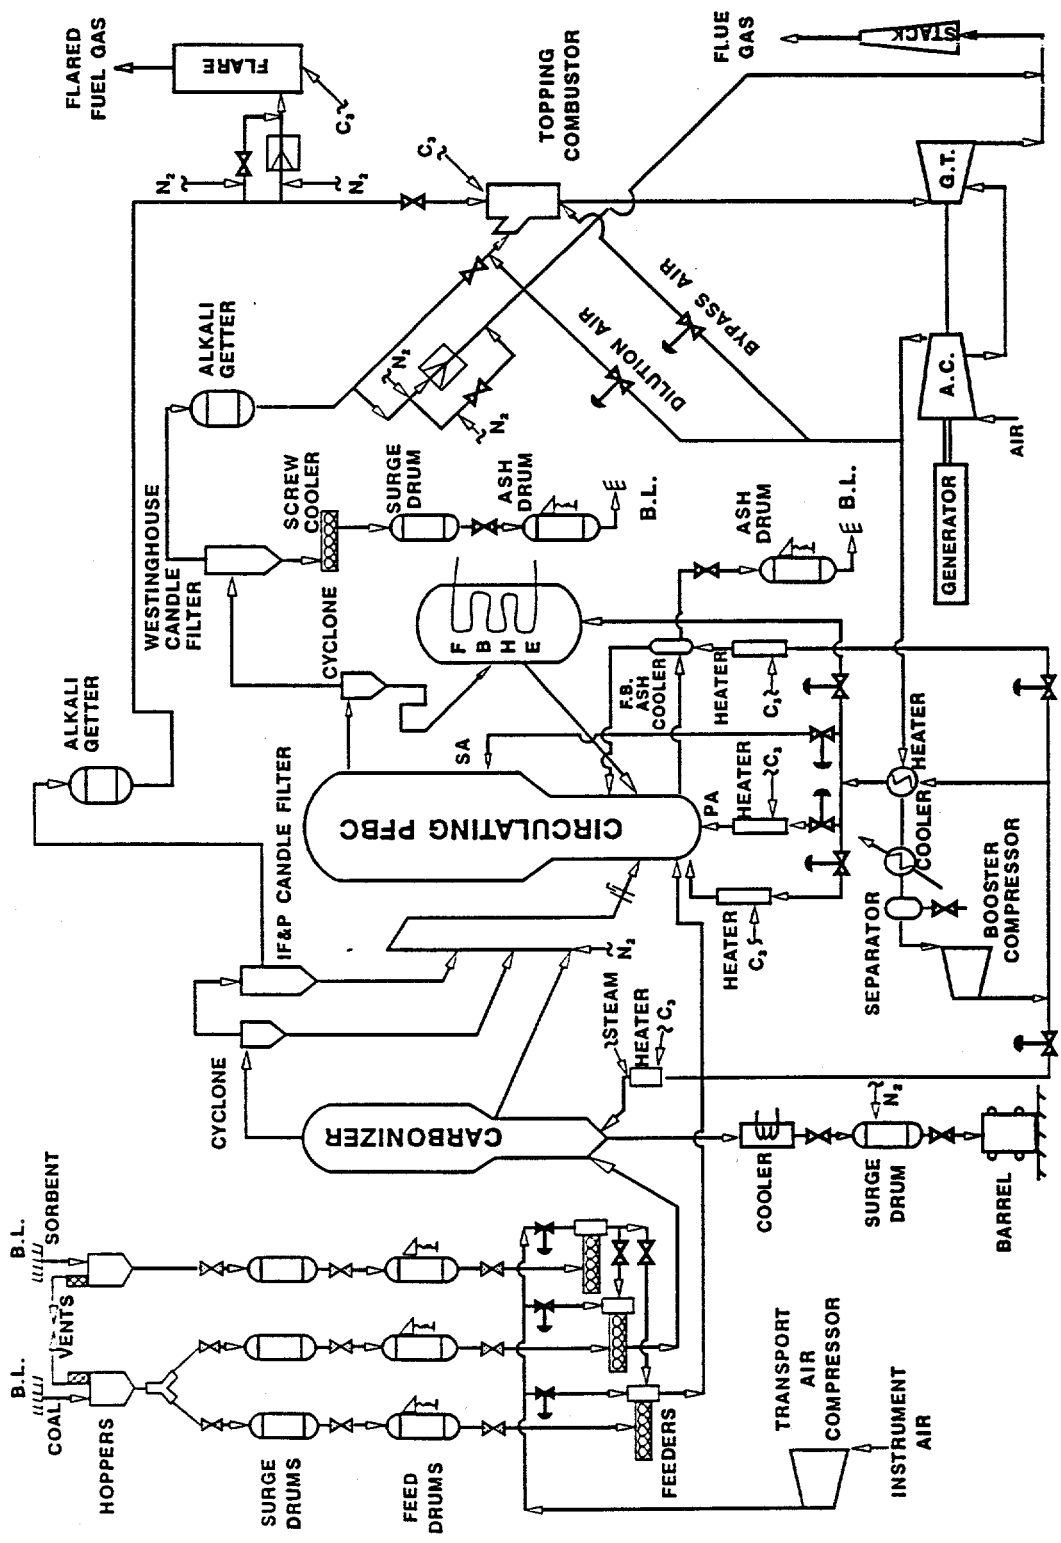 FLARED
FUEL GAS
FLARE
C₃
N₂
N₂
C₃
TOPPING
COMBUSTOR
FLUE
GAS
STACK
ALKALI
GETTER
N₂
N₂
DILUTION AIR
BYPASS AIR
G.T.
A.C.
AIR
GENERATOR
WESTINGHOUSE
CANDLE
FILTER
SCREW
COOLER
SURGE
DRUM
ASH
DRUM
B.L.
ASH
DRUM
B.L.
CYCLONE
F
B
H
E
F.B.
ASH
COOLER
HEATER
C₃
ALKALI
GETTER
IF&P CANDLE FILTER
CIRCULATING PFBC
SA
PA
HEATER
C₃
HEATER
C₃
HEATER
COOLER
SEPARATOR
BOOSTER
COMPRESSOR
N₂
CYCLONE
CARBONIZER
STEAM
HEATER
C₃
COOLER
SURGE
DRUM
N₂
BARREL
B.L.
SORBENT
VENTS
B.L.
COAL
HOPPERS
SURGE
DRUMS
FEED
DRUMS
FEEDERS
TRANSPORT
AIR
COMPRESSOR
INSTRUMENT
AIR